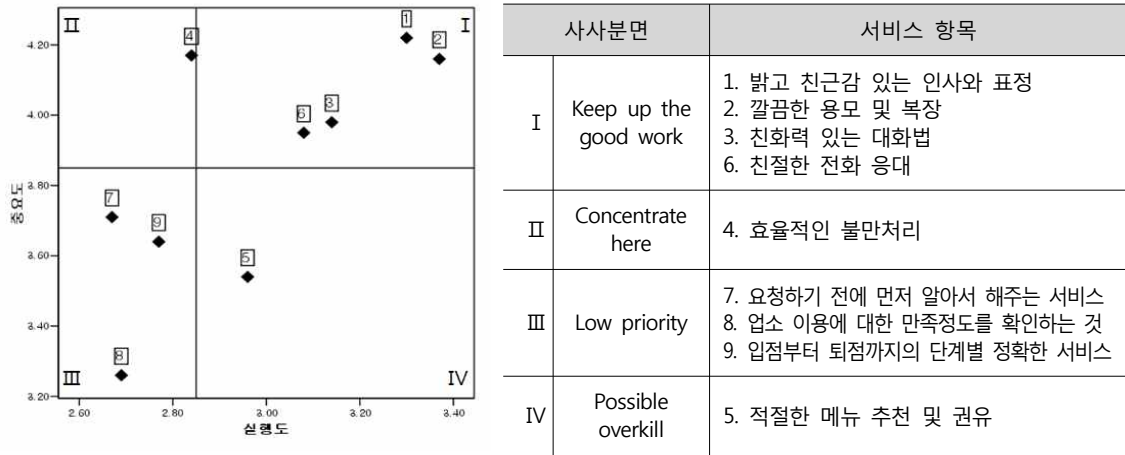 Ⅱ
Ⅰ
1
2
4
4.20
3
6
4.00
중요도
3.80
7
9
5
3.60
3.40
8
Ⅲ
Ⅳ
3.20
2.60 2.80 3.00 3.20 3.40
실행도
사사분면 서비스 항목
Ⅰ Keep up the good work
1. 밝고 친근감 있는 인사와 표정
2. 깔끔한 용모 및 복장
3. 친화력 있는 대화법
6. 친절한 전화 응대
Ⅱ Concentrate here
4. 효율적인 불만처리
Ⅲ Low priority
7. 요청하기 전에 먼저 알아서 해주는 서비스
8. 업소 이용에 대한 만족정도를 확인하는 것
9. 입점부터 퇴점까지의 단계별 정확한 서비스
Ⅳ Possible overkill
5. 적절한 메뉴 추천 및 권유